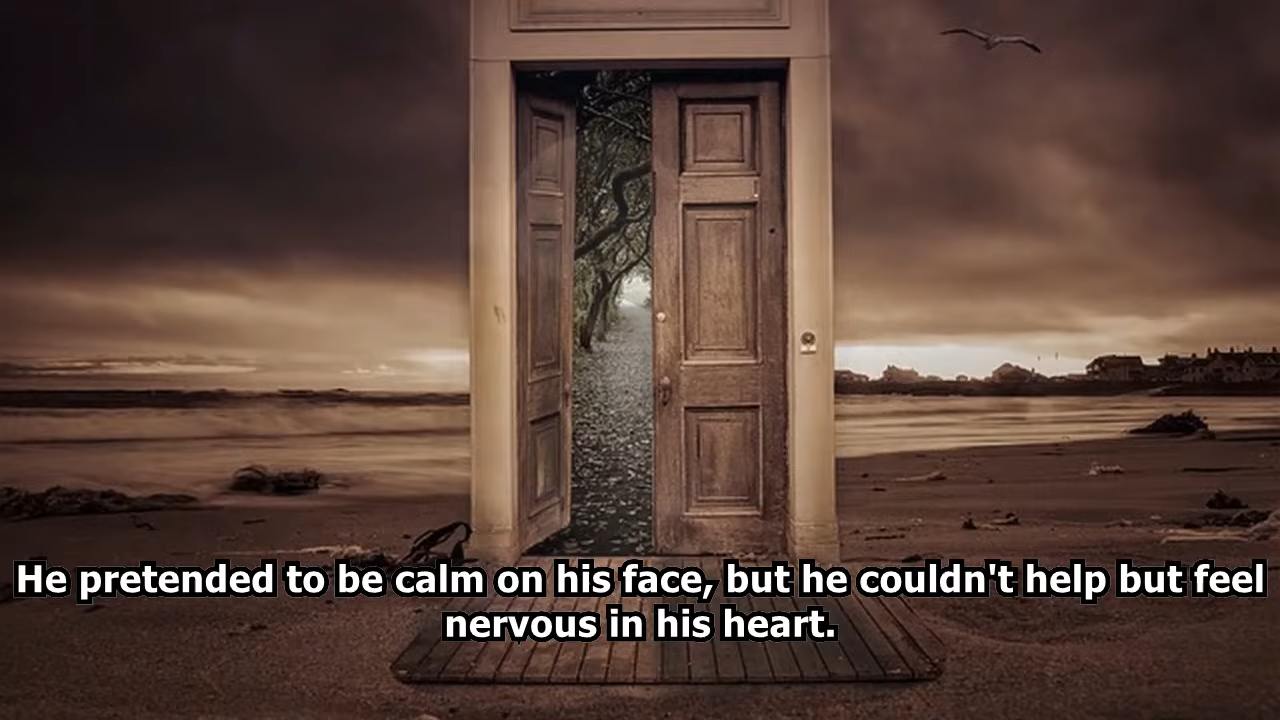 He pretended to be calm on his face, but he couldn't help but feel
nervous in his heart.